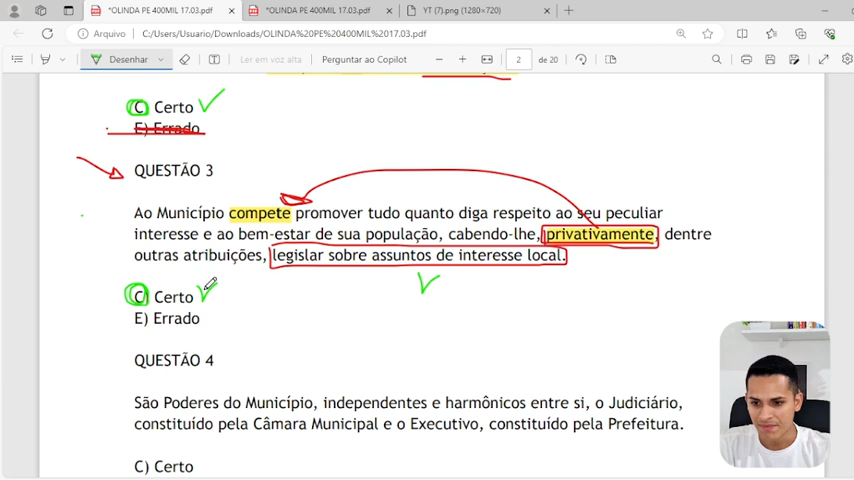 *OLINDA PE 400MIL 17.03.pdf
*OLINDA PE 400MIL 17.03.pdf
YT (7).png (1280×720)
Arquivo
C:/Users/Usuario/Downloads/OLINDA%20PE%20400MIL%2017.03.pdf
Desenhar
Ler em voz alta
Perguntar ao Copilot
2
de 20
C) Certo
E) Errado
QUESTÃO 3
Ao Município compete promover tudo quanto diga respeito ao seu peculiar
interesse e ao bem-estar de sua população, cabendo-lhe, privativamente, dentre
outras atribuições, legislar sobre assuntos de interesse local.
C) Certo
E) Errado
QUESTÃO 4
São Poderes do Município, independentes e harmônicos entre si, o Judiciário,
constituído pela Câmara Municipal e o Executivo, constituído pela Prefeitura.
C) Certo